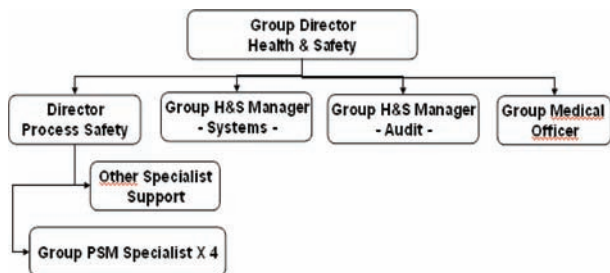 Group Director
Health & Safety
Director
Process Safety
Group H&S Manager
- Systems -
Group H&S Manager
- Audit -
Group Medical
Officer
Other Specialist
Support
Group PSM Specialist X 4